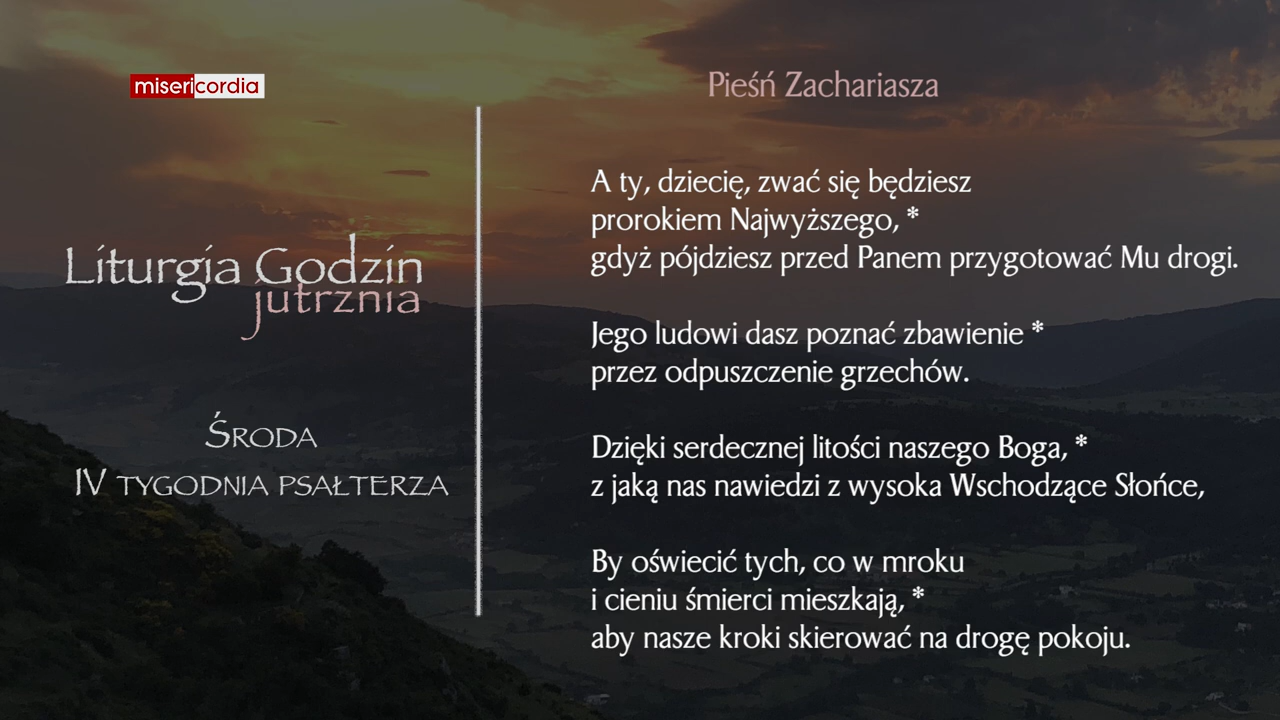 misericordia
Liturgia Godzin
jutrznia
Środa
IV tygodnia psałterza
Pieśń Zachariasza
A ty, dziecię, zwać się będziesz
prorokiem Najwyższego, *
gdyż pójdziesz przed Panem przygotować Mu drogi.
Jego ludowi dasz poznać zbawienie *
przez odpuszczenie grzechów.
Dzięki serdecznej litości naszego Boga, *
z jaką nas nawiedzi z wysoka Wschodzące Słońce,
By oświecić tych, co w mroku
i cieniu śmierci mieszkają, *
aby nasze kroki skierować na drogę pokoju.